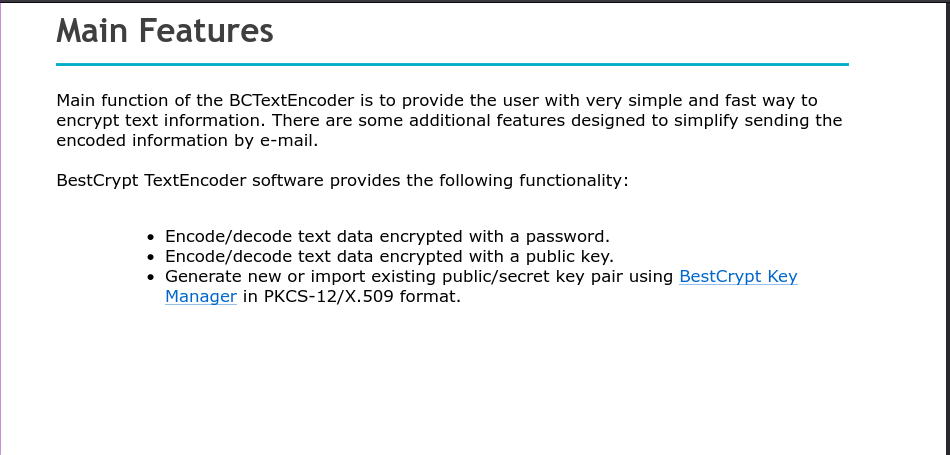 Main Features
Main function of the BCTextEncoder is to provide the user with very simple and fast way to
encrypt text information. There are some additional features designed to simplify sending the
encoded information by e-mail.
BestCrypt TextEncoder software provides the following functionality:
• Encode/decode text data encrypted with a password.
• Encode/decode text data encrypted with a public key.
• Generate new or import existing public/secret key pair using BestCrypt Key
Manager in PKCS-12/X.509 format.